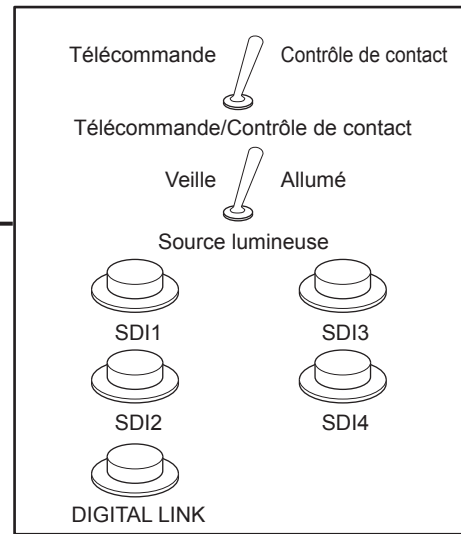 Télécommande Contrôle de contact
Télécommande/Contrôle de contact
Veille Allumé
Source lumineuse
SDI1 SDI3
SDI2 SDI4
DIGITAL LINK